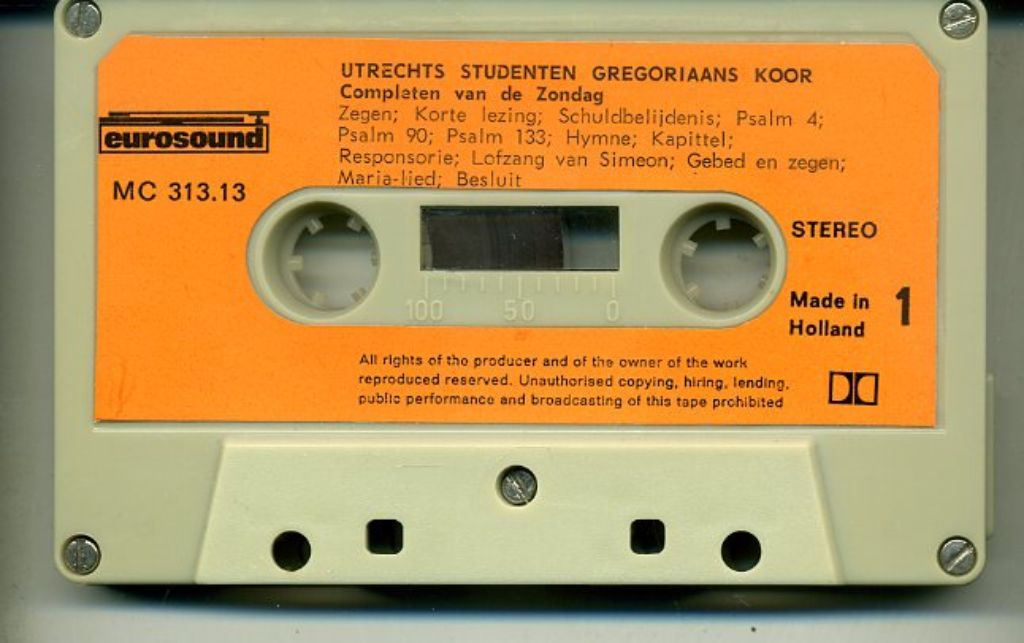 UTRECHTS STUDENTEN GREGORIAANS KOOR
Completen van de Zondag
Zegen; Korte lezing; Schuldbelijdenis; Psalm 4;
Psalm 90; Psalm 133; Hymne; Kapittel;
Responsorie; Lofzang van Simeon; Gebed en zegen;
Maria-lied; Besluit
eurosound
MC 313.13
STEREO
100 50 0
Made in
Holland
1
All rights of the producer and of the owner of the work
reproduced reserved. Unauthorised copying, hiring, lending,
public performance and broadcasting of this tape prohibited